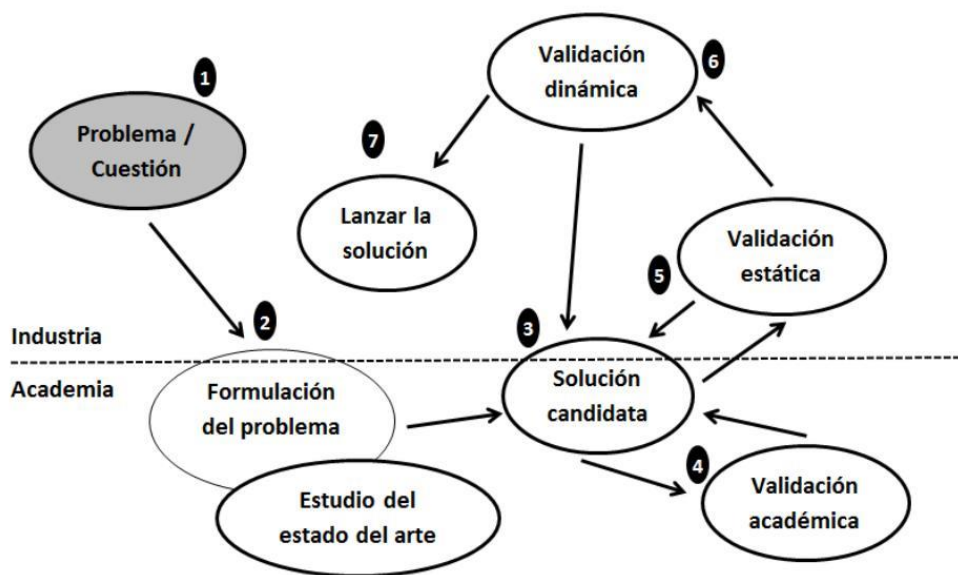 1
Problema /
Cuestión
2
Formulación
del problema
Estudio del
estado del arte
3
Solución
candidata
4
Validación
académica
5
Validación
estática
6
Validación
dinámica
7
Lanzar la
solución
Industria
Academia